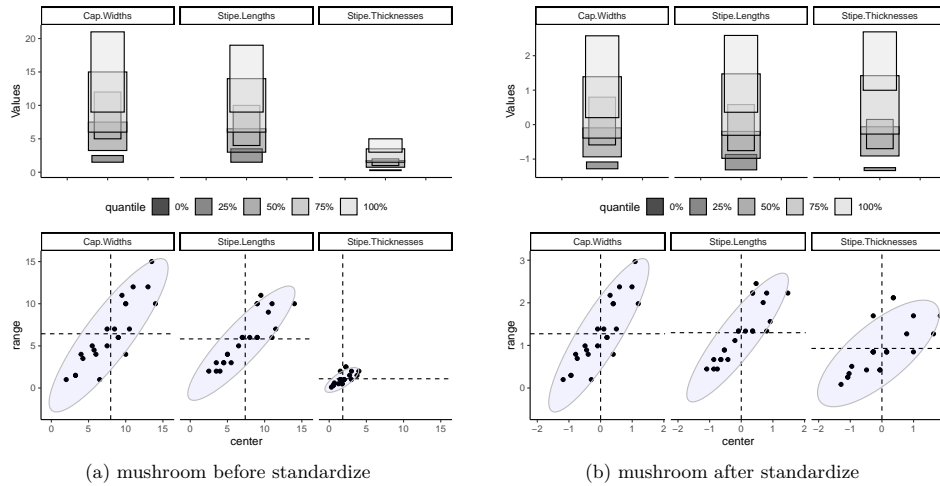 Cap.Widths Stipe.Lengths Stipe.Thicknesses
Values
20
15
10
5
0
quantile 0% 25% 50% 75% 100%
Cap.Widths Stipe.Lengths Stipe.Thicknesses
range
15
10
5
0
0 5 10 15 0 5 10 15 0 5 10 15
center
(a) mushroom before standardize
Cap.Widths Stipe.Lengths Stipe.Thicknesses
Values
2
1
0
−1
quantile 0% 25% 50% 75% 100%
Cap.Widths Stipe.Lengths Stipe.Thicknesses
range
3
2
1
0
−2 −1 0 1 2 −2 −1 0 1 2 −2 −1 0 1
center
(b) mushroom after standardize